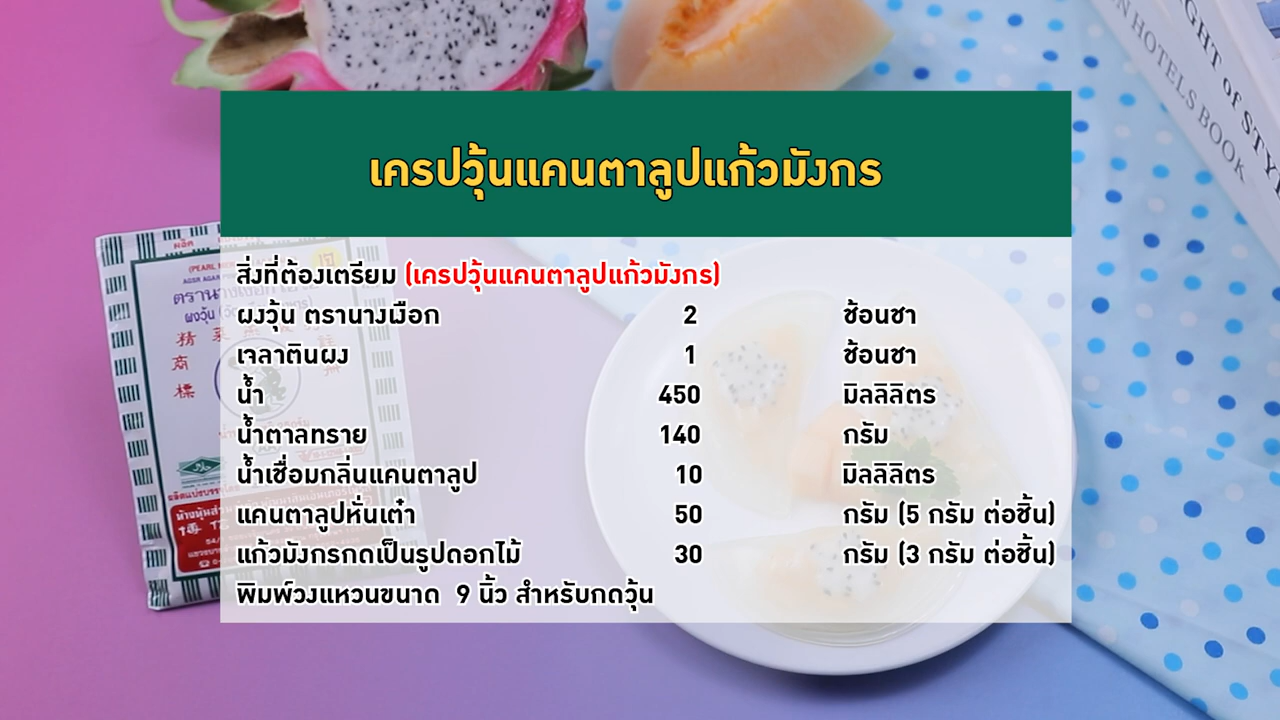 เครปวุ้นแคนตาลูปแก้วมังกร
สิ่งที่ต้องเตรียม (เครปวุ้นแคนตาลูปแก้วมังกร)
ผงวุ้น ตรานางเงือก 2 ช้อนชา
เจลาตินผง 1 ช้อนชา
น้ำ 450 มิลลิลิตร
น้ำตาลทราย 140 กรัม
น้ำเชื่อมกลิ่นแคนตาลูป 10 มิลลิลิตร
แคนตาลูปหั่นเต๋า 50 กรัม (5 กรัม ต่อชิ้น)
แก้วมังกรกดเป็นรูปดอกไม้ 30 กรัม (3 กรัม ต่อชิ้น)
พิมพ์วงแหวนขนาด 9 นิ้ว สำหรับกดวุ้น
HOTELS BOOK
ผงวุ้น
精
商
標